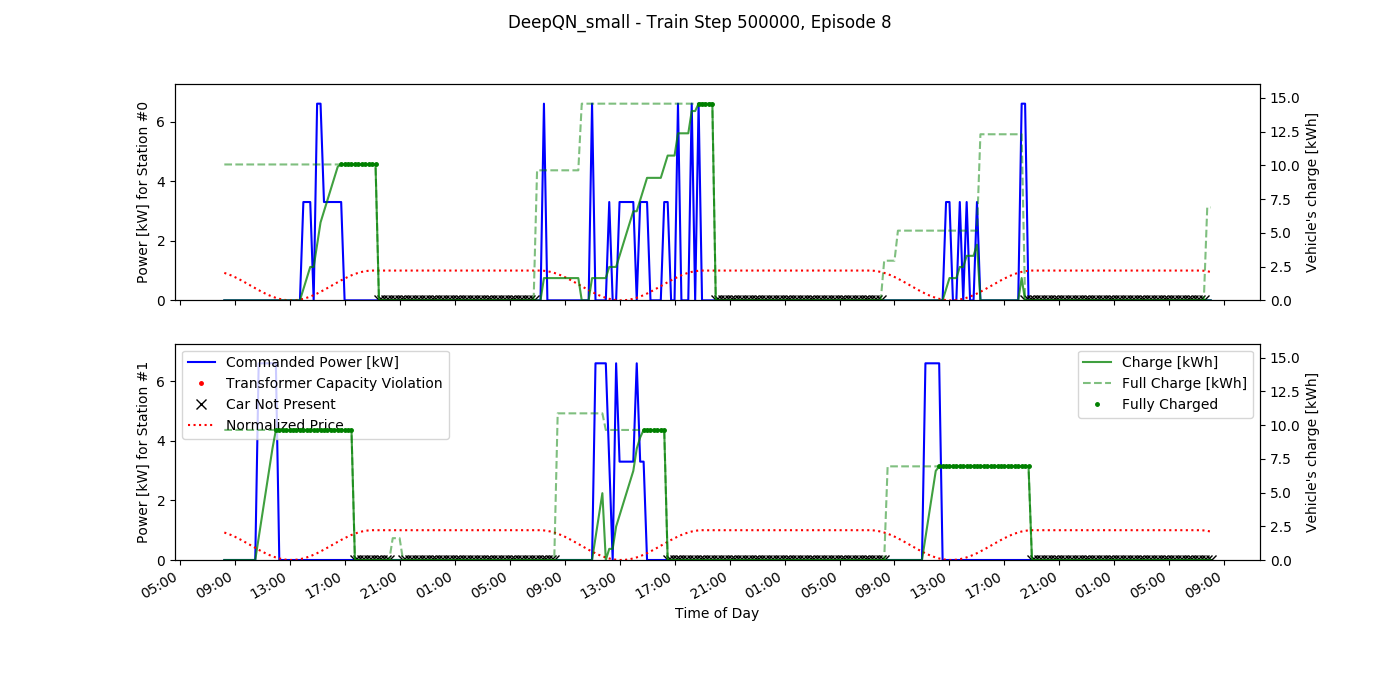 DeepQN_small - Train Step 500000, Episode 8
Power [kW] for Station #0
6
4
2
0
15.0
12.5
10.0
7.5
5.0
2.5
0.0
Vehicle's charge [kWh]
Power [kW] for Station #1
6
4
2
0
Commanded Power [kW]
Transformer Capacity Violation
Car Not Present
Normalized Price
Charge [kWh]
Full Charge [kWh]
Fully Charged
15.0
12.5
10.0
7.5
5.0
2.5
0.0
Vehicle's charge [kWh]
05:00 09:00 13:00 17:00 21:00 01:00 05:00 09:00 13:00 17:00 21:00 01:00 05:00 09:00 13:00 17:00 21:00 01:00 05:00 09:00
Time of Day